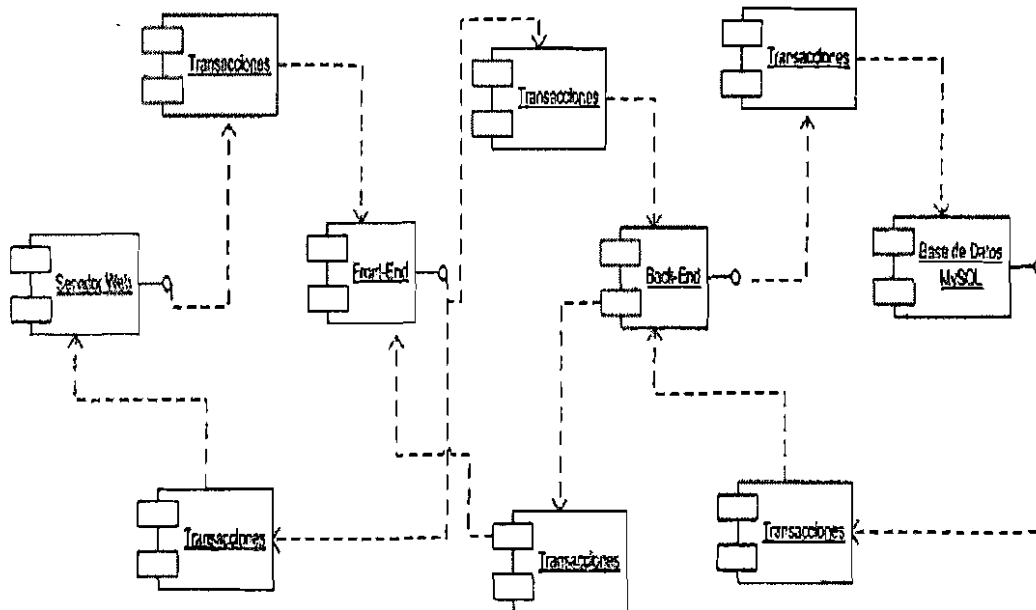 Transacciones
Transacciones
Transacciones
Servidor Web
Front-End
Back-End
Base de Datos
MySQL
Transacciones
Transacciones
Transacciones